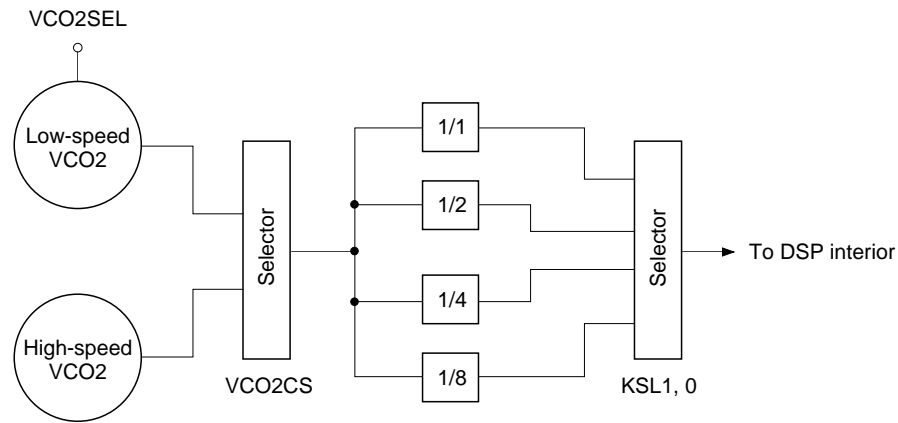 VCO2SEL
Low-speed
VCO2
High-speed
VCO2
Selector
VCO2CS
1/1
1/2
1/4
1/8
Selector
KSL1, 0
To DSP interior